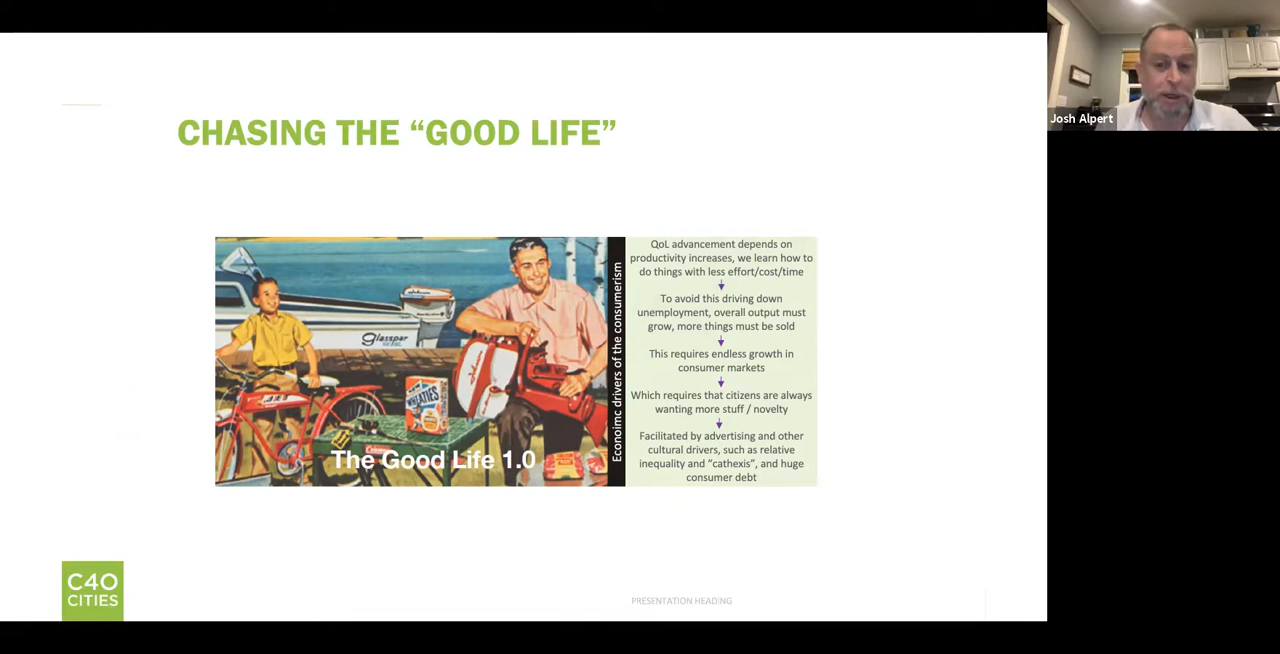 CHASING THE “GOOD LIFE”
Josh Alpert
Glasspar
Johnson
WHEATIES
The Good Life 1.0
Econoimc drivers of the consumerism
QoL advancement depends on
productivity increases, we learn how to
do things with less effort/cost/time
To avoid this driving down
unemployment, overall output must
grow, more things must be sold
This requires endless growth in
consumer markets
Which requires that citizens are always
wanting more stuff / novelty
Facilitated by advertising and other
cultural drivers, such as relative
inequality and “cathexis”, and huge
consumer debt
C40
CITIES
PRESENTATION HEADING